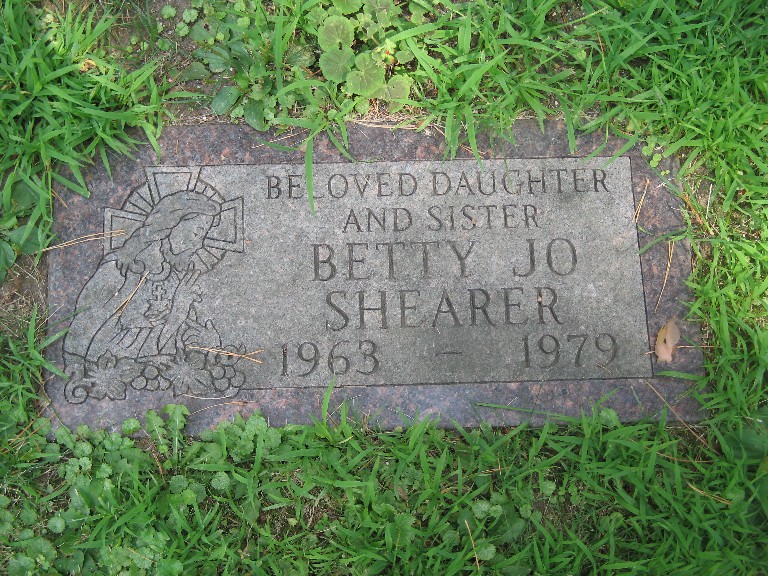 BELOVED DAUGHTER
AND SISTER
BETTY JO
SHEARER
1963 – 1979